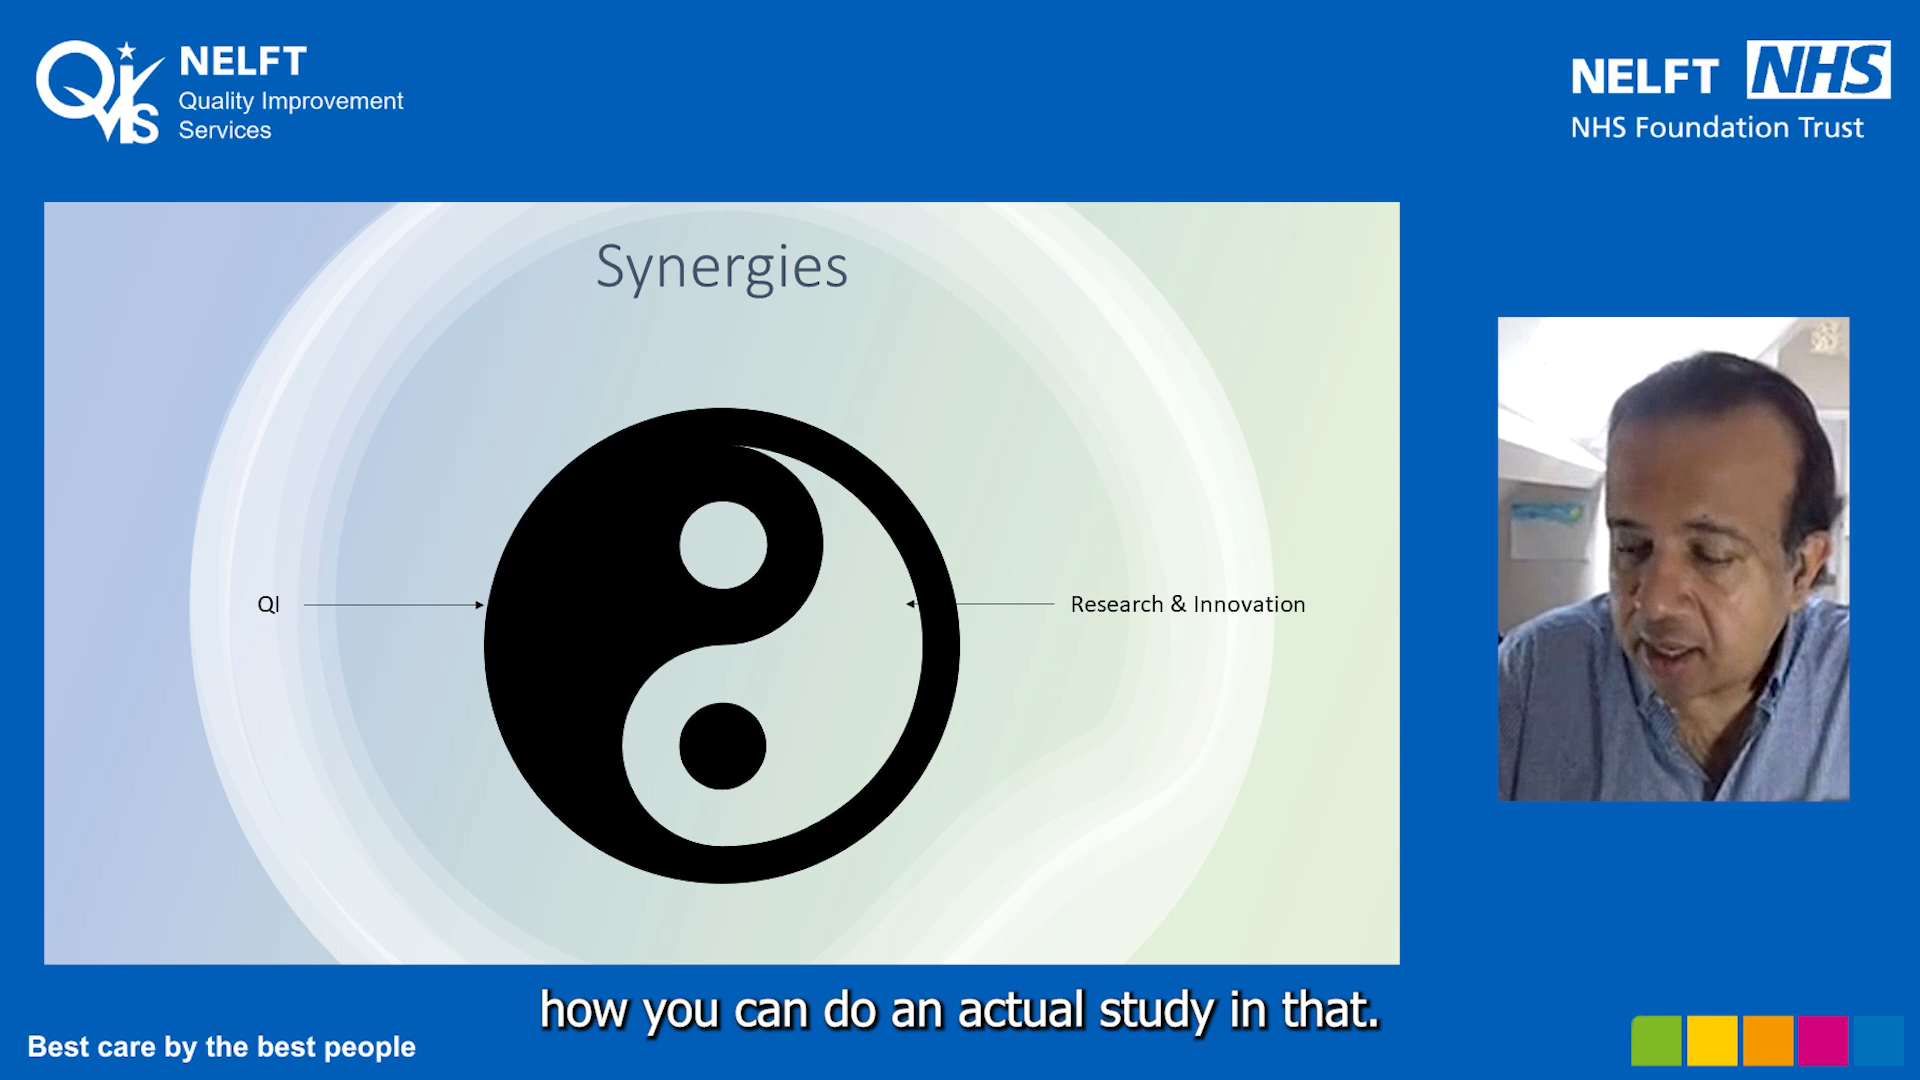 QIS
NELFT
Quality Improvement
Services
NELFT NHS
NHS Foundation Trust
Synergies
QI
Research & Innovation
how you can do an actual study in that.
Best care by the best people